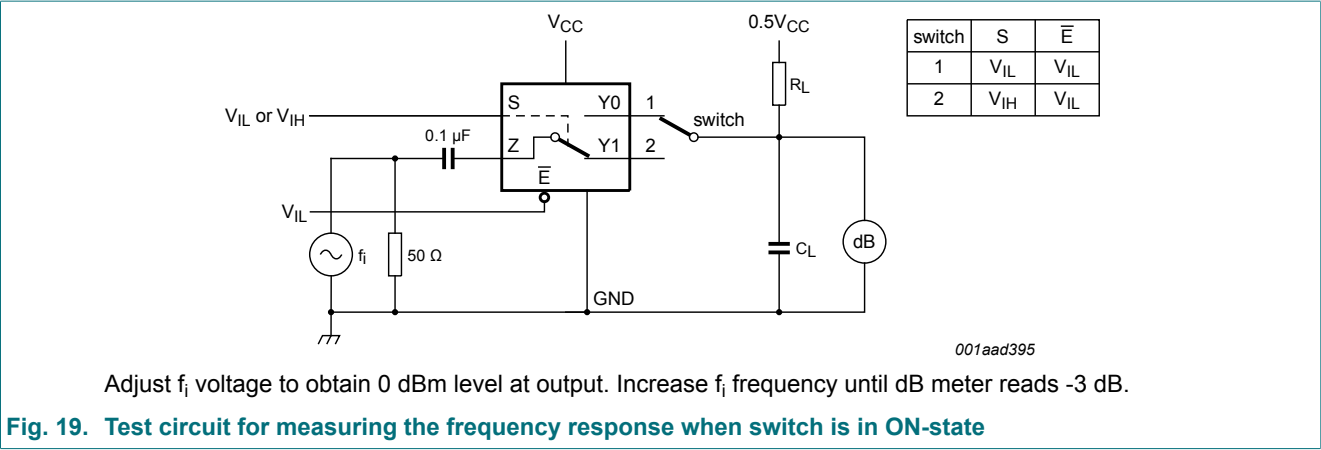 VCC
0.5VCC
switch S E̅
1 VIL VIL
2 VIH VIL
RL
VIL or VIH
S Y0 1
switch
0.1 µF
Z Y1 2
E̅
VIL
fi
50 Ω
CL
dB
GND
001aad395
Adjust fi voltage to obtain 0 dBm level at output. Increase fi frequency until dB meter reads -3 dB.
Fig. 19. Test circuit for measuring the frequency response when switch is in ON-state